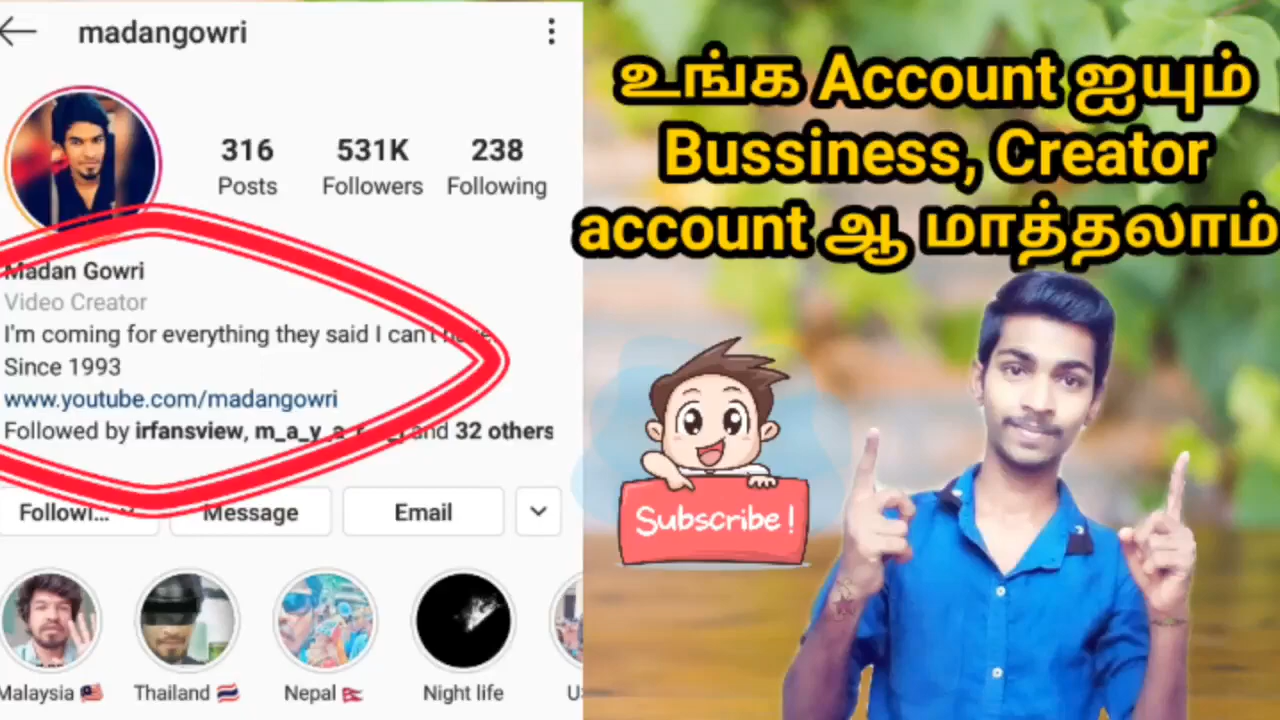 madangowri
316
Posts
531K
Followers
238
Following
Madan Gowri
Video Creator
I'm coming for everything they said I can't
Since 1993
www.youtube.com/madangowri
Followed by irfansview, and 32 others
Followi...
Message
Email
Malaysia 🇲🇾
Thailand 🇹🇭
Nepal 🇳🇵
Night life
உங்க Account ஐயும்
Bussiness, Creator
account ஆ மாத்தலாம்
Subscribe!